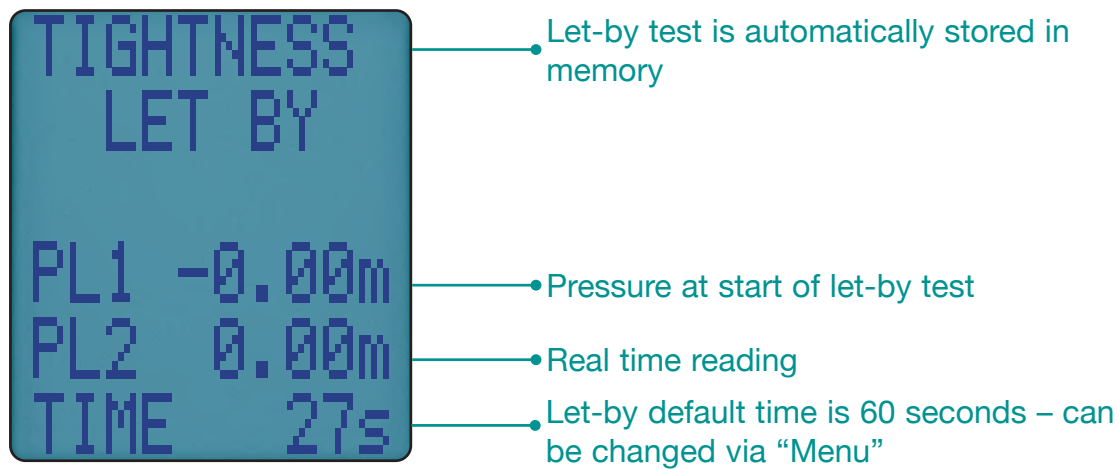 TIGHTNESS
LET BY
PL1 -0.00m
PL2 0.00m
TIME 27s
Let-by test is automatically stored in
memory
Pressure at start of let-by test
Real time reading
Let-by default time is 60 seconds – can
be changed via “Menu”